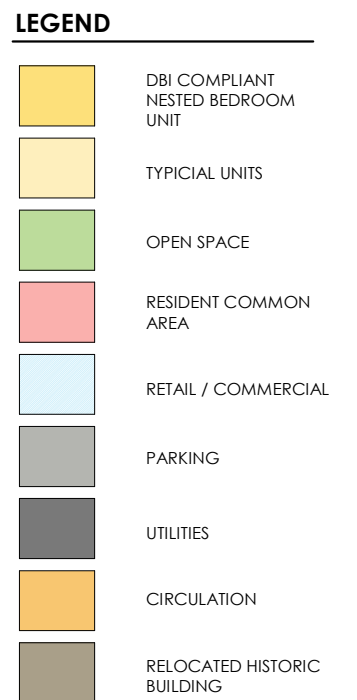 LEGEND
DBI COMPLIANT
NESTED BEDROOM
UNIT
TYPICIAL UNITS
OPEN SPACE
RESIDENT COMMON
AREA
RETAIL / COMMERCIAL
PARKING
UTILITIES
CIRCULATION
RELOCATED HISTORIC
BUILDING